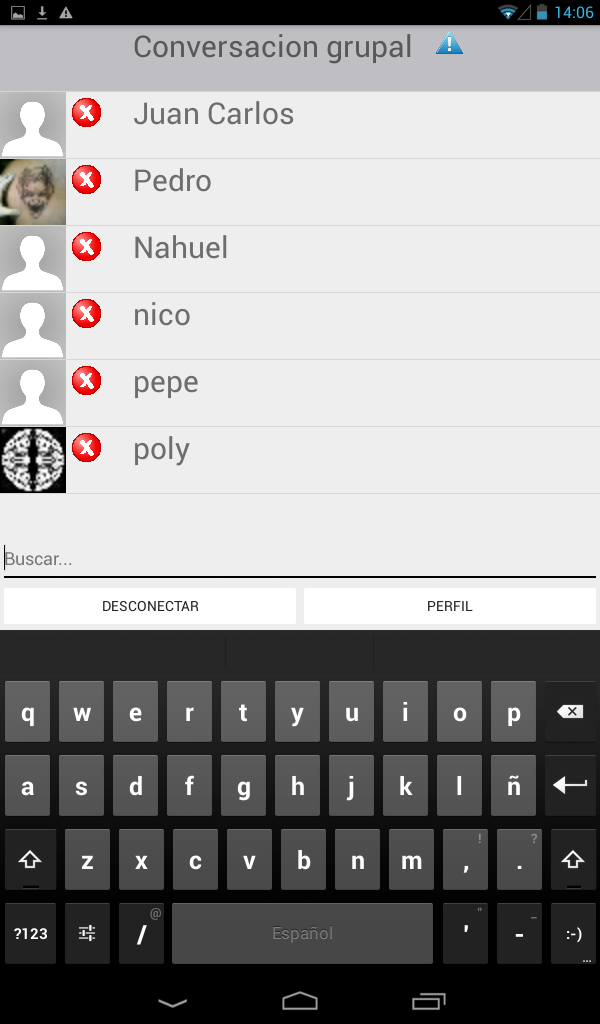 14:06
Conversacion grupal
Juan Carlos
Pedro
Nahuel
nico
pepe
poly
Buscar...
DESCONECTAR PERFIL
q w e r t y u i o p
a s d f g h j k l ñ
z x c v b n m , ! . ?
?123 / @ Español ' " - _ :-) ...